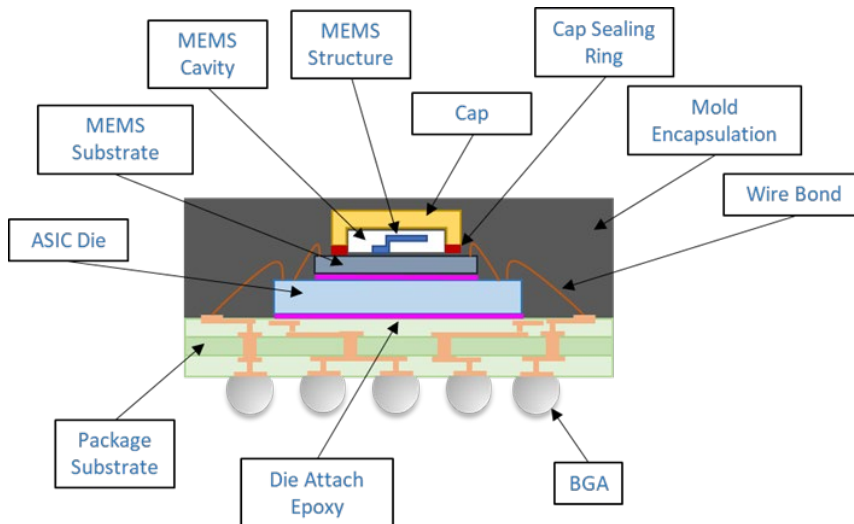 MEMS
Cavity
MEMS
Structure
Cap Sealing
Ring
MEMS
Substrate
Cap
Mold
Encapsulation
Wire Bond
ASIC Die
Package
Substrate
Die Attach
Epoxy
BGA